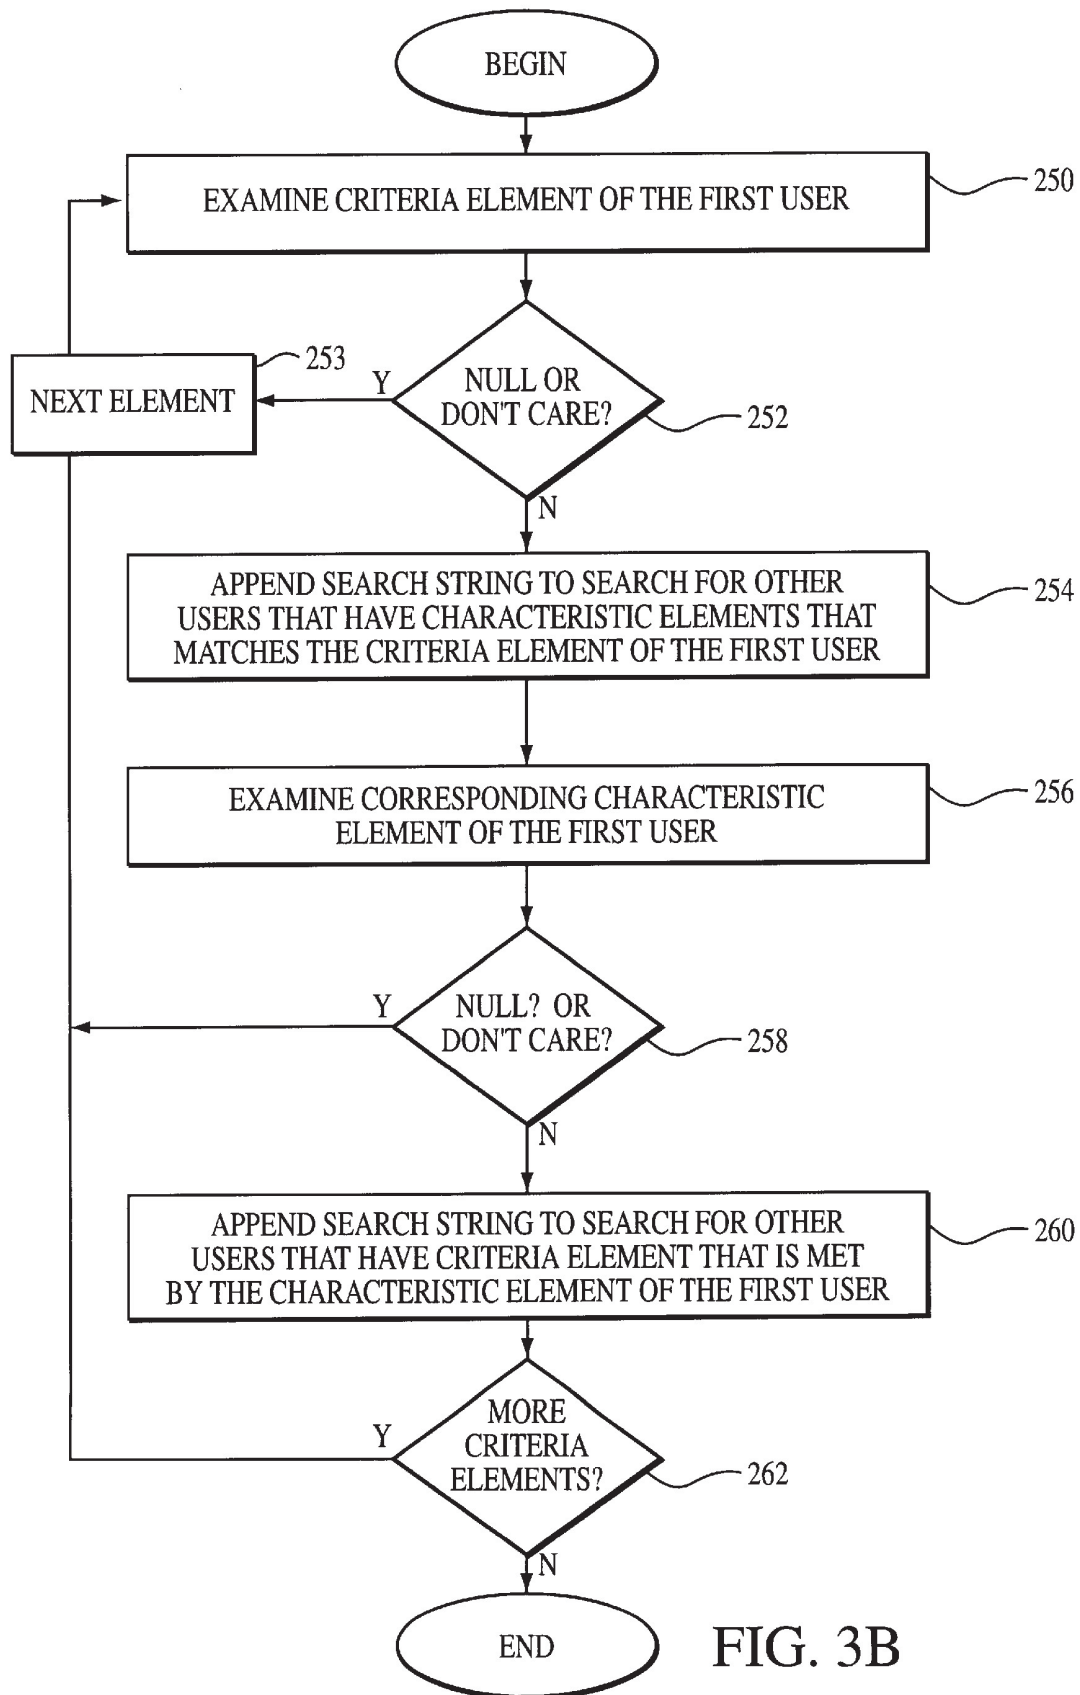 BEGIN
EXAMINE CRITERIA ELEMENT OF THE FIRST USER
250
NEXT ELEMENT
253
Y
NULL OR
DON'T CARE?
252
N
APPEND SEARCH STRING TO SEARCH FOR OTHER
USERS THAT HAVE CHARACTERISTIC ELEMENTS THAT
MATCHES THE CRITERIA ELEMENT OF THE FIRST USER
254
EXAMINE CORRESPONDING CHARACTERISTIC
ELEMENT OF THE FIRST USER
256
Y
NULL? OR
DON'T CARE?
258
N
APPEND SEARCH STRING TO SEARCH FOR OTHER
USERS THAT HAVE CRITERIA ELEMENT THAT IS MET
BY THE CHARACTERISTIC ELEMENT OF THE FIRST USER
260
Y
MORE
CRITERIA
ELEMENTS?
262
N
END
FIG. 3B